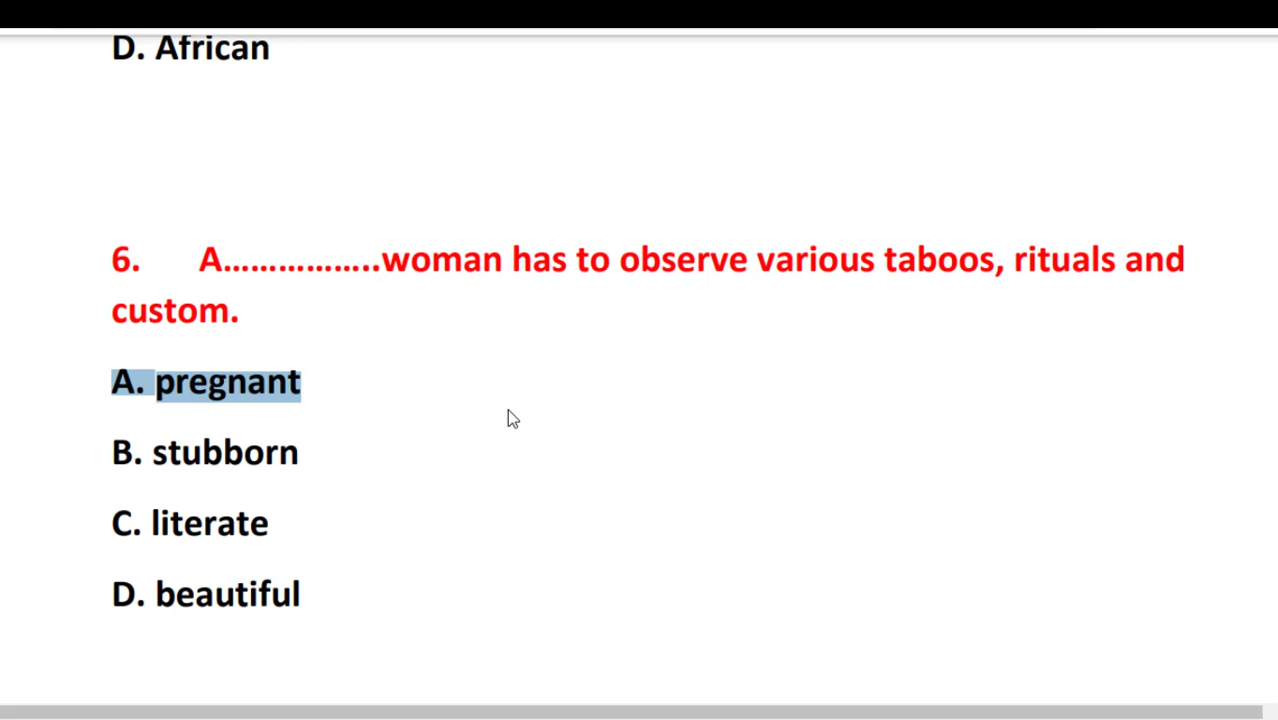 D. African
6. A……………..woman has to observe various taboos, rituals and
custom.
A. pregnant
B. stubborn
C. literate
D. beautiful